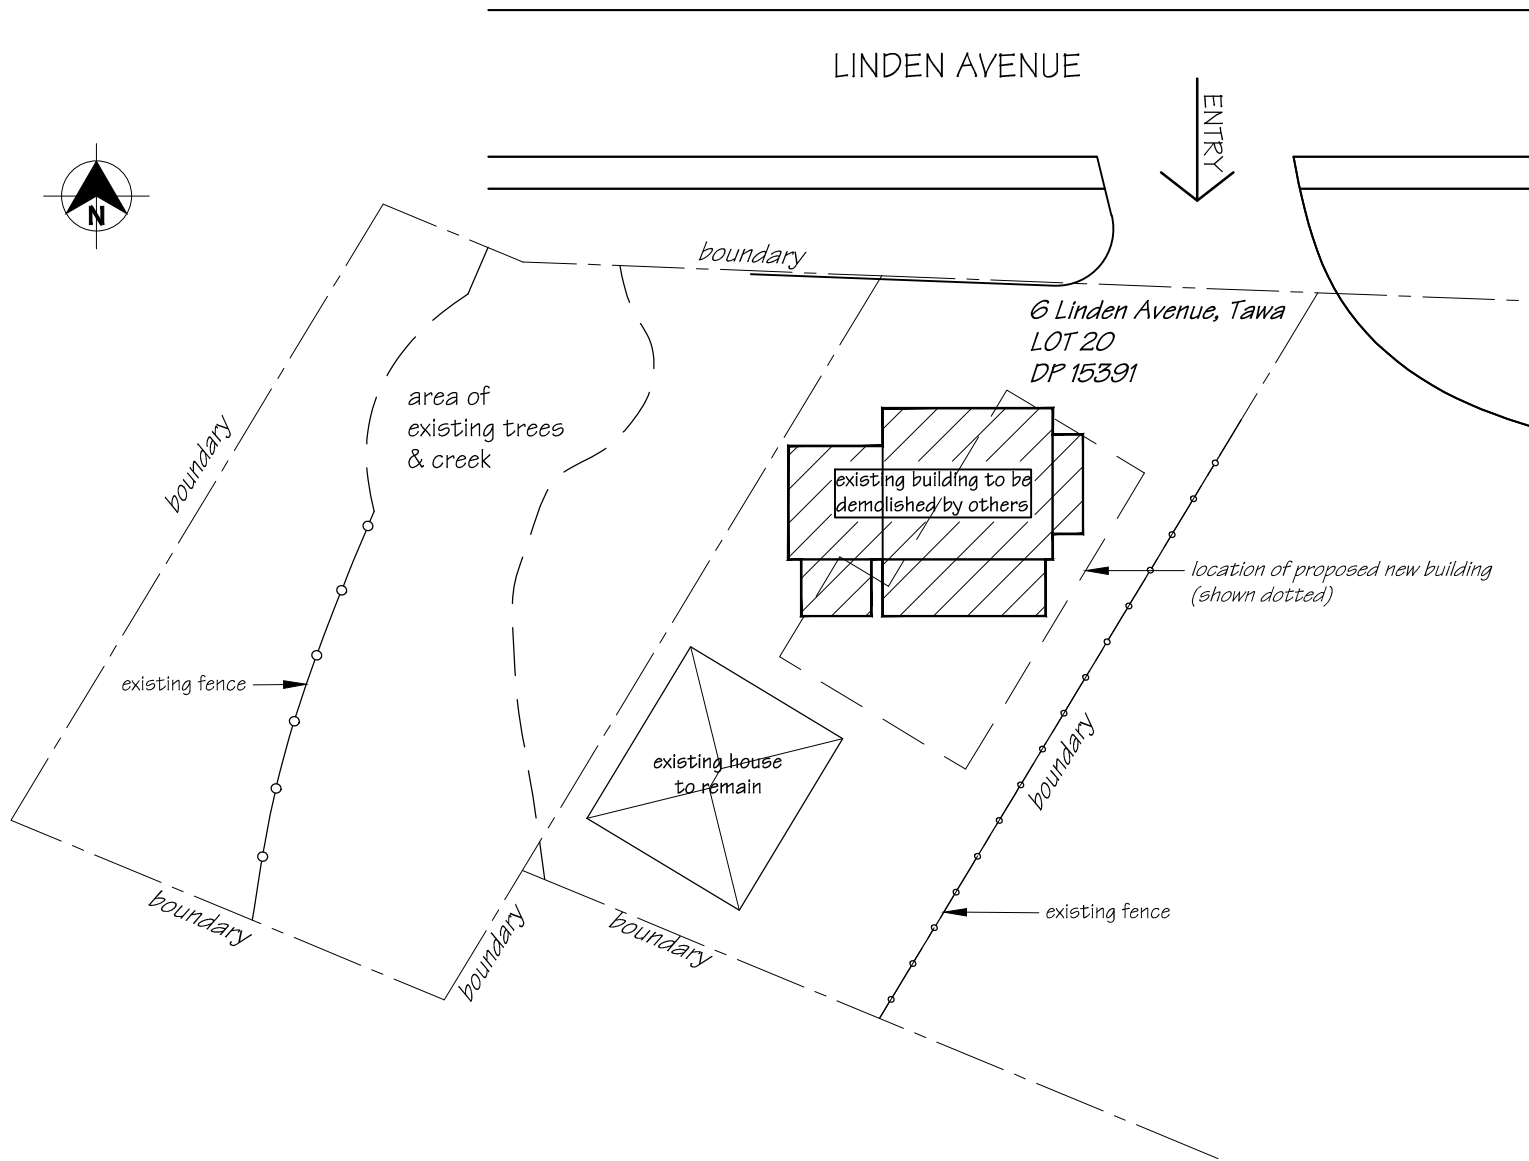 LINDEN AVENUE
ENTRY
N
boundary
6 Linden Avenue, Tawa
LOT 20
DP 15391
area of
existing trees
& creek
boundary
existing building to be
demolished by others
location of proposed new building
(shown dotted)
existing fence
existing house
to remain
boundary
boundary
boundary
boundary
existing fence